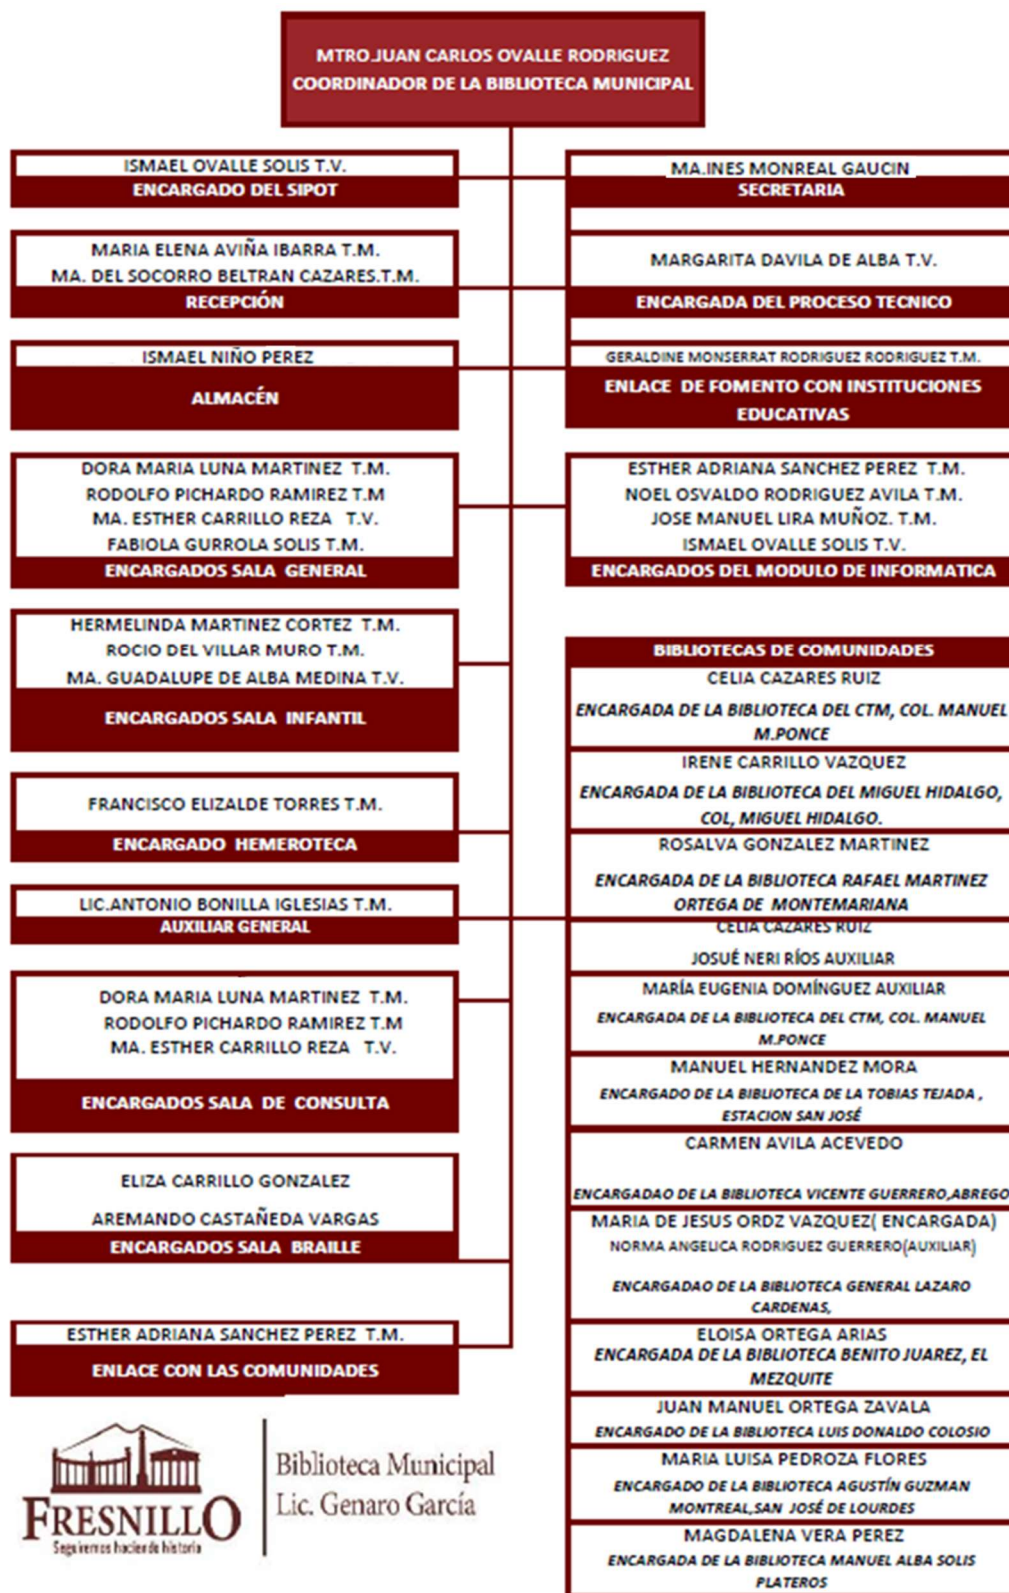 MTRO.JUAN CARLOS OVALLE RODRIGUEZ
COORDINADOR DE LA BIBLIOTECA MUNICIPAL
ISMAEL OVALLE SOLIS T.V.
ENCARGADO DEL SIPOT
MARIA ELENA AVIÑA IBARRA T.M.
MA. DEL SOCORRO BELTRAN CAZARES.T.M.
RECEPCIÓN
ISMAEL NIÑO PEREZ
ALMACÉN
DORA MARIA LUNA MARTINEZ T.M.
RODOLFO PICHARDO RAMIREZ T.M
MA. ESTHER CARRILLO REZA T.V.
FABIOLA GURROLA SOLIS T.M.
ENCARGADOS SALA GENERAL
HERMELINDA MARTINEZ CORTEZ T.M.
ROCIO DEL VILLAR MURO T.M.
MA. GUADALUPE DE ALBA MEDINA T.V.
ENCARGADOS SALA INFANTIL
FRANCISCO ELIZALDE TORRES T.M.
ENCARGADO HEMEROTECA
LIC.ANTONIO BONILLA IGLESIAS T.M.
AUXILIAR GENERAL
DORA MARIA LUNA MARTINEZ T.M.
RODOLFO PICHARDO RAMIREZ T.M
MA. ESTHER CARRILLO REZA T.V.
ENCARGADOS SALA DE CONSULTA
ELIZA CARRILLO GONZALEZ
AREMANDO CASTAÑEDA VARGAS
ENCARGADOS SALA BRAILLE
ESTHER ADRIANA SANCHEZ PEREZ T.M.
ENLACE CON LAS COMUNIDADES
MA.INES MONREAL GAUCIN
SECRETARIA
MARGARITA DAVILA DE ALBA T.V.
ENCARGADA DEL PROCESO TECNICO
GERALDINE MONSERRAT RODRIGUEZ RODRIGUEZ T.M.
ENLACE DE FOMENTO CON INSTITUCIONES
EDUCATIVAS
ESTHER ADRIANA SANCHEZ PEREZ T.M.
NOEL OSVALDO RODRIGUEZ AVILA T.M.
JOSE MANUEL LIRA MUÑOZ. T.M.
ISMAEL OVALLE SOLIS T.V.
ENCARGADOS DEL MODULO DE INFORMATICA
BIBLIOTECAS DE COMUNIDADES
CELIA CAZARES RUIZ
ENCARGADA DE LA BIBLIOTECA DEL CTM, COL. MANUEL
M.PONCE
IRENE CARRILLO VAZQUEZ
ENCARGADA DE LA BIBLIOTECA DEL MIGUEL HIDALGO,
COL, MIGUEL HIDALGO.
ROSALVA GONZALEZ MARTINEZ
ENCARGADA DE LA BIBLIOTECA RAFAEL MARTINEZ
ORTEGA DE MONTEMARIANA
CELIA CAZARES RUIZ
JOSUÉ NERI RÍOS AUXILIAR
MARÍA EUGENIA DOMÍNGUEZ AUXILIAR
ENCARGADA DE LA BIBLIOTECA DEL CTM, COL. MANUEL
M.PONCE
MANUEL HERNANDEZ MORA
ENCARGADO DE LA BIBLIOTECA DE LA TOBIAS TEJADA ,
ESTACION SAN JOSÉ
CARMEN AVILA ACEVEDO
ENCARGADAO DE LA BIBLIOTECA VICENTE GUERRERO,ABREGO
MARIA DE JESUS ORDZ VAZQUEZ( ENCARGADA)
NORMA ANGELICA RODRIGUEZ GUERRERO(AUXILIAR)
ENCARGADAO DE LA BIBLIOTECA GENERAL LAZARO
CARDENAS,
ELOISA ORTEGA ARIAS
ENCARGADA DE LA BIBLIOTECA BENITO JUAREZ, EL
MEZQUITE
JUAN MANUEL ORTEGA ZAVALA
ENCARGADO DE LA BIBLIOTECA LUIS DONALDO COLOSIO
MARIA LUISA PEDROZA FLORES
ENCARGADO DE LA BIBLIOTECA AGUSTÍN GUZMAN
MONTREAL,SAN JOSÉ DE LOURDES
MAGDALENA VERA PEREZ
ENCARGADA DE LA BIBLIOTECA MANUEL ALBA SOLIS
PLATEROS
FRESNILLO
Seguiremos haciendo historia
Biblioteca Municipal
Lic. Genaro García